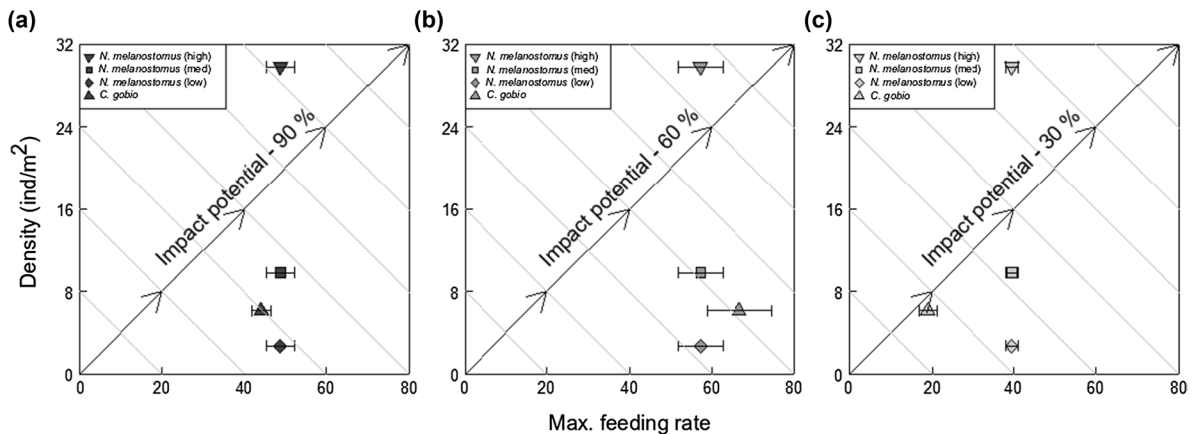 (a)
(b)
(c)
Density (ind/m²)
32
24
16
8
0
N. melanostomus (high)
N. melanostomus (med)
N. melanostomus (low)
C. gobio
Impact potential - 90 %
0 20 40 60 80
32
24
16
8
0
N. melanostomus (high)
N. melanostomus (med)
N. melanostomus (low)
C. gobio
Impact potential - 60 %
0 20 40 60 80
32
24
16
8
0
N. melanostomus (high)
N. melanostomus (med)
N. melanostomus (low)
C. gobio
Impact potential - 30 %
0 20 40 60 80
Max. feeding rate